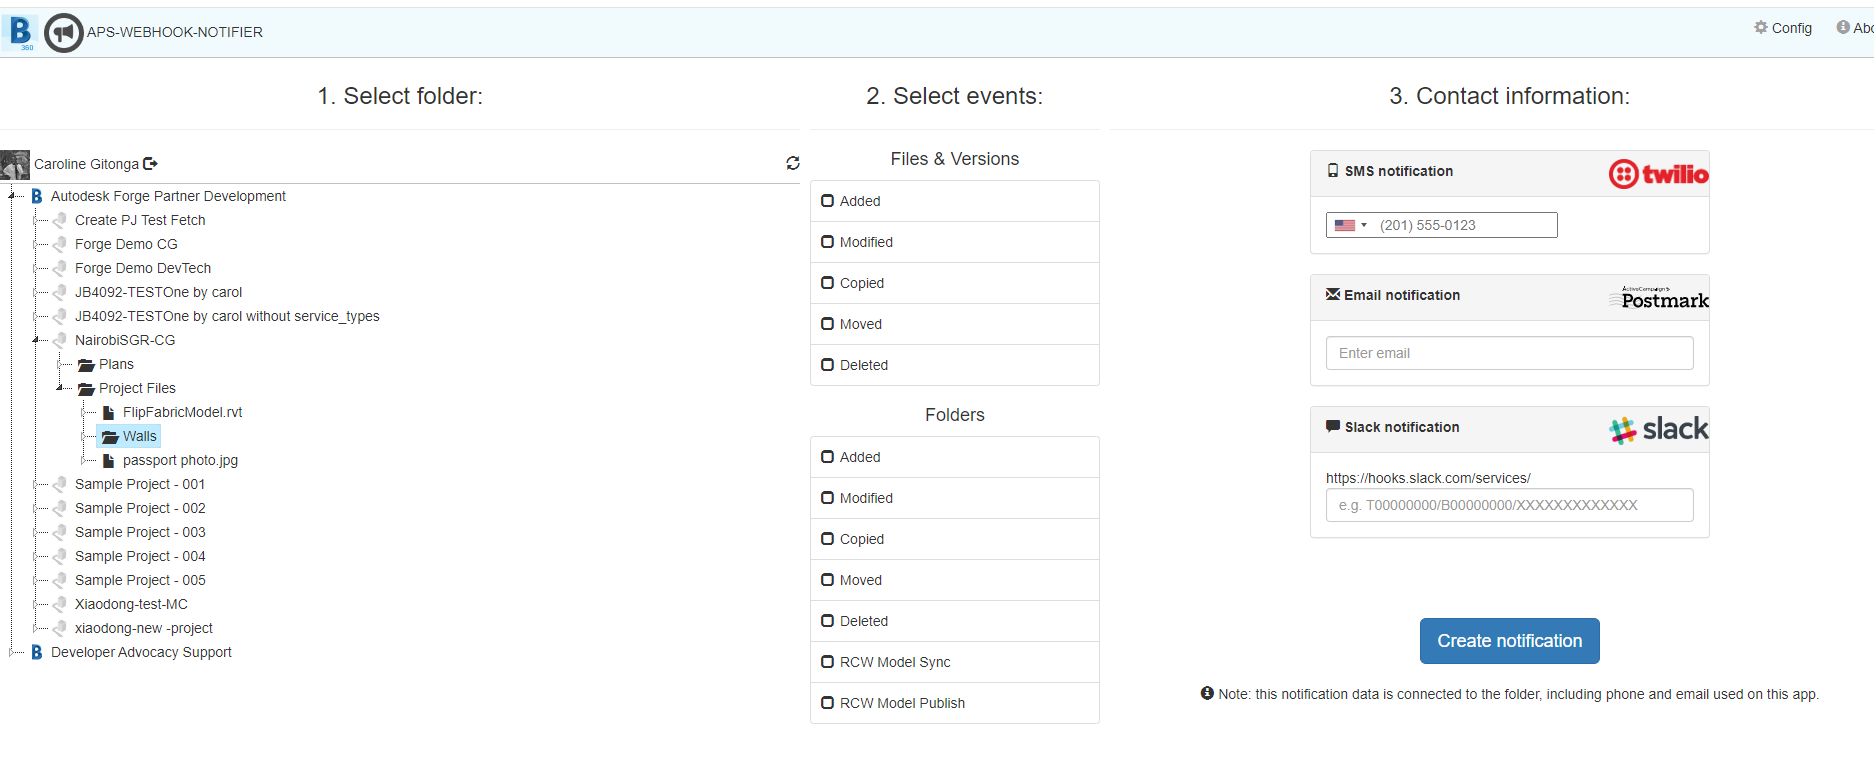 B
360
APS-WEBHOOK-NOTIFIER
Config
Abo
1. Select folder:
2. Select events:
3. Contact information:
Caroline Gitonga
B Autodesk Forge Partner Development
Create PJ Test Fetch
Forge Demo CG
Forge Demo DevTech
JB4092-TESTOne by carol
JB4092-TESTOne by carol without service_types
NairobiSGR-CG
Plans
Project Files
FlipFabricModel.rvt
Walls
passport photo.jpg
Sample Project - 001
Sample Project - 002
Sample Project - 003
Sample Project - 004
Sample Project - 005
Xiaodong-test-MC
xiaodong-new -project
B Developer Advocacy Support
Files & Versions
Added
Modified
Copied
Moved
Deleted
Folders
Added
Modified
Copied
Moved
Deleted
RCW Model Sync
RCW Model Publish
SMS notification
twilio
(201) 555-0123
Email notification
ActiveCampaign
Postmark
Enter email
Slack notification
slack
https://hooks.slack.com/services/
e.g. T00000000/B00000000/XXXXXXXXXXXXX
Create notification
Note: this notification data is connected to the folder, including phone and email used on this app.